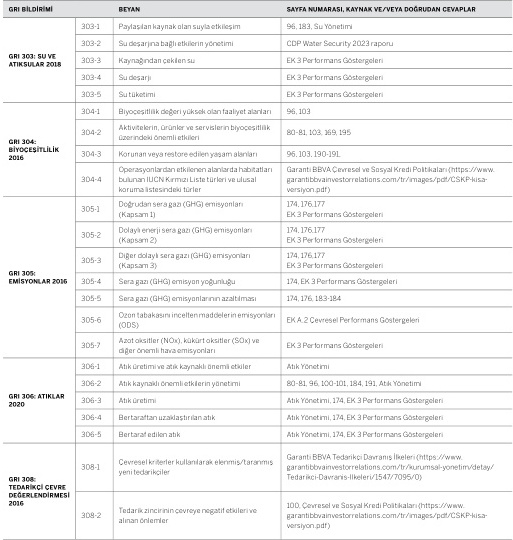 GRI BİLDİRİMİ BEYAN SAYFA NUMARASI, KAYNAK VE/VEYA DOĞRUDAN CEVAPLAR
GRI 303: SU VE
ATIKSULAR 2018
303-1 Paylaşılan kaynak olan suyla etkileşim 96, 183, Su Yönetimi
303-2 Su deşarjına bağlı etkilerin yönetimi CDP Water Security 2023 raporu
303-3 Kaynağından çekilen su EK 3 Performans Göstergeleri
303-4 Su deşarjı EK 3 Performans Göstergeleri
303-5 Su tüketimi EK 3 Performans Göstergeleri
GRI 304:
BİYOÇEŞİTLİLİK
2016
304-1 Biyoçeşitlilik değeri yüksek olan faaliyet alanları 96, 103
304-2 Aktivitelerin, ürünler ve servislerin biyoçeşitlilik
üzerindeki önemli etkileri 80-81, 103, 169, 195
304-3 Korunan veya restore edilen yaşam alanları 96, 103, 190-191.
304-4 Operasyonlardan etkilenen alanlarda habitatları
bulunan IUCN Kırmızı Liste türleri ve ulusal
koruma listesindeki türler
Garanti BBVA Çevresel ve Sosyal Kredi Politikaları (https://www.
garantibbvainvestorrelations.com/tr/images/pdf/CSKP-kisa-
versiyon.pdf)
GRI 305:
EMİSYONLAR 2016
305-1 Doğrudan sera gazı (GHG) emisyonları
(Kapsam 1)
174, 176,177
EK 3 Performans Göstergeleri
305-2 Dolaylı enerji sera gazı (GHG) emisyonları
(Kapsam 2)
174, 176,177
EK 3 Performans Göstergeleri
305-3 Diğer dolaylı sera gazı (GHG) emisyonları
(Kapsam 3)
174, 176,177
EK 3 Performans Göstergeleri
305-4 Sera gazı (GHG) emisyon yoğunluğu 174, EK 3 Performans Göstergeleri
305-5 Sera gazı (GHG) emisyonlarının azaltılması 174, 176, 183-184
305-6 Ozon tabakasını incelten maddelerin emisyonları
(ODS) EK A.2 Çevresel Performans Göstergeleri
305-7 Azot oksitler (NOx), kükürt oksitler (SOx) ve
diğer önemli hava emisyonları EK 3 Performans Göstergeleri
GRI 306: ATIKLAR
2020
306-1 Atık üretimi ve atık kaynaklı önemli etkiler Atık Yönetimi
306-2 Atık kaynaklı önemli etkilerin yönetimi 80-81, 96, 100-101, 184, 191, Atık Yönetimi
306-3 Atık üretimi Atık Yönetimi, 174, EK 3 Performans Göstergeleri
306-4 Bertaraftan uzaklaştırılan atık Atık Yönetimi, 174, EK 3 Performans Göstergeleri
306-5 Bertaraf edilen atık Atık Yönetimi, 174, EK 3 Performans Göstergeleri
GRI 308:
TEDARİKÇİ ÇEVRE
DEĞERLENDİRMESİ
2016
308-1 Çevresel kriterler kullanılarak elenmiş/taranmış
yeni tedarikçiler
Garanti BBVA Tedarikçi Davranış İlkeleri (https://www.
garantibbvainvestorrelations.com/tr/kurumsal-yonetim/detay/
Tedarikci-Davranis-Ilkeleri/1547/7095/0)
308-2 Tedarik zincirinin çevreye negatif etkileri ve
alınan önlemler
100, Çevresel ve Sosyal Kredi Politikaları (https://www.
garantibbvainvestorrelations.com/tr/images/pdf/CSKP-kisa-
versiyon.pdf)